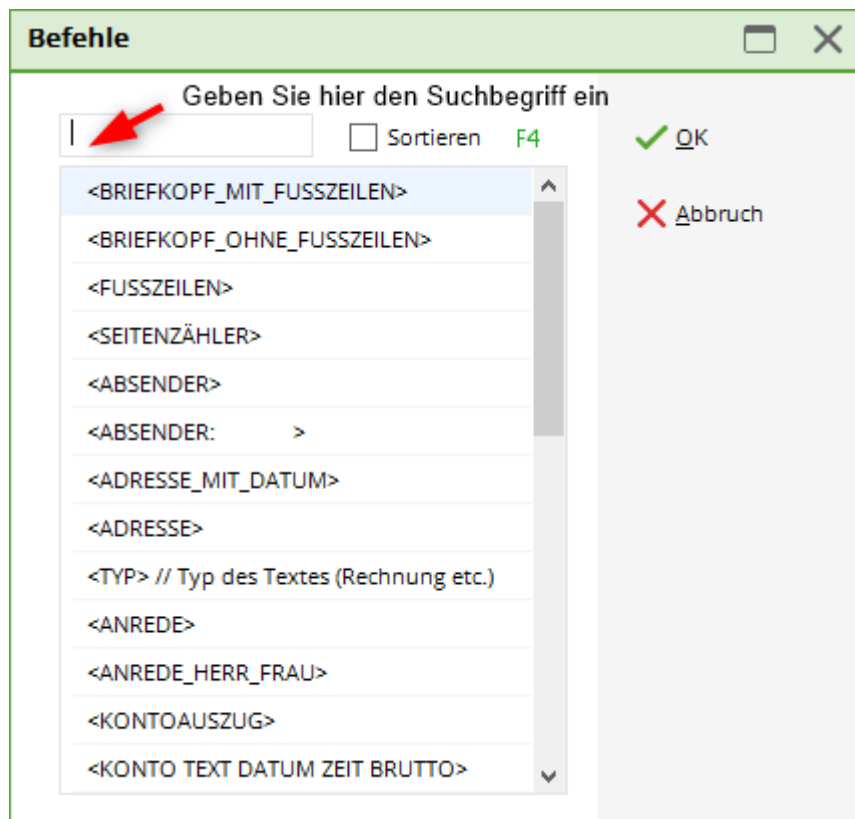 Befehle
Geben Sie hier den Suchbegriff ein
Sortieren F4
OK
Abbruch
<BRIEFKOPF_MIT_FUSSZEILEN>
<BRIEFKOPF_OHNE_FUSSZEILEN>
<FUSSZEILEN>
<SEITENZÄHLER>
<ABSENDER>
<ABSENDER: >
<ADRESSE_MIT_DATUM>
<ADRESSE>
<TYP> // Typ des Textes (Rechnung etc.)
<ANREDE>
<ANREDE_HERR_FRAU>
<KONTOAUSZUG>
<KONTO TEXT DATUM ZEIT BRUTTO>